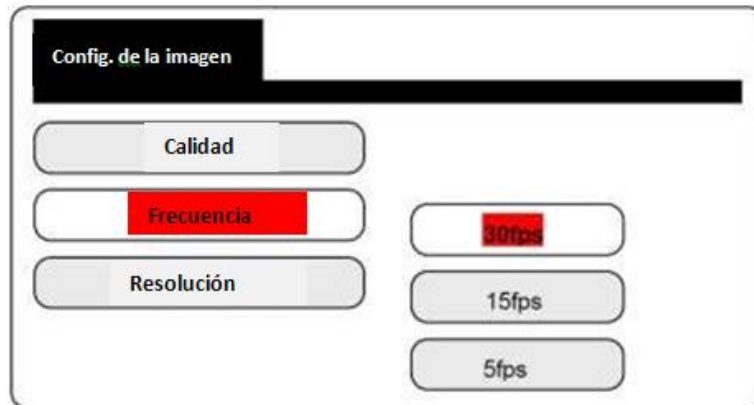 Config. de la imagen
Calidad
Frecuencia
Resolución
30fps
15fps
5fps